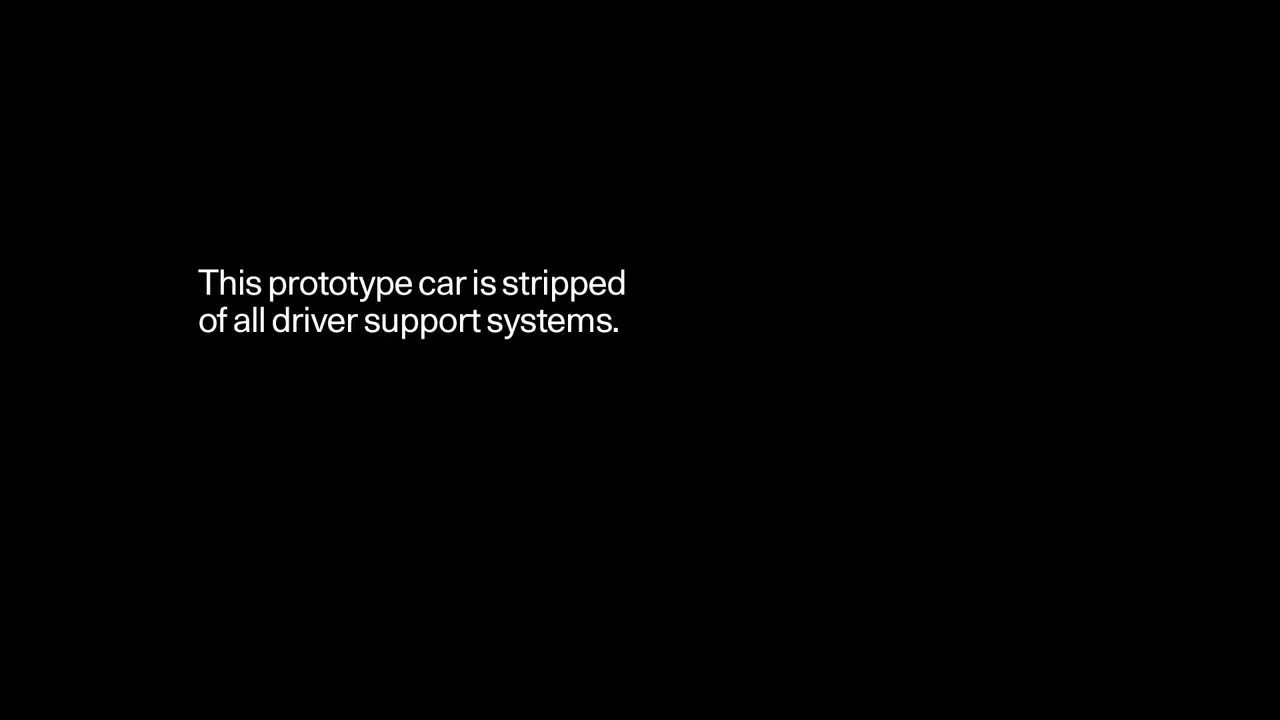 This prototype car is stripped
of all driver support systems.